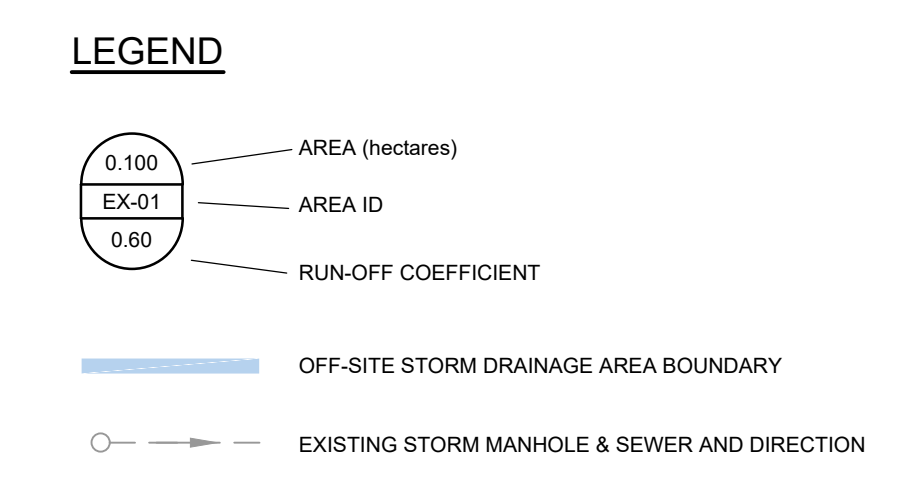 LEGEND
0.100
AREA (hectares)
EX-01
AREA ID
0.60
RUN-OFF COEFFICIENT
OFF-SITE STORM DRAINAGE AREA BOUNDARY
EXISTING STORM MANHOLE & SEWER AND DIRECTION